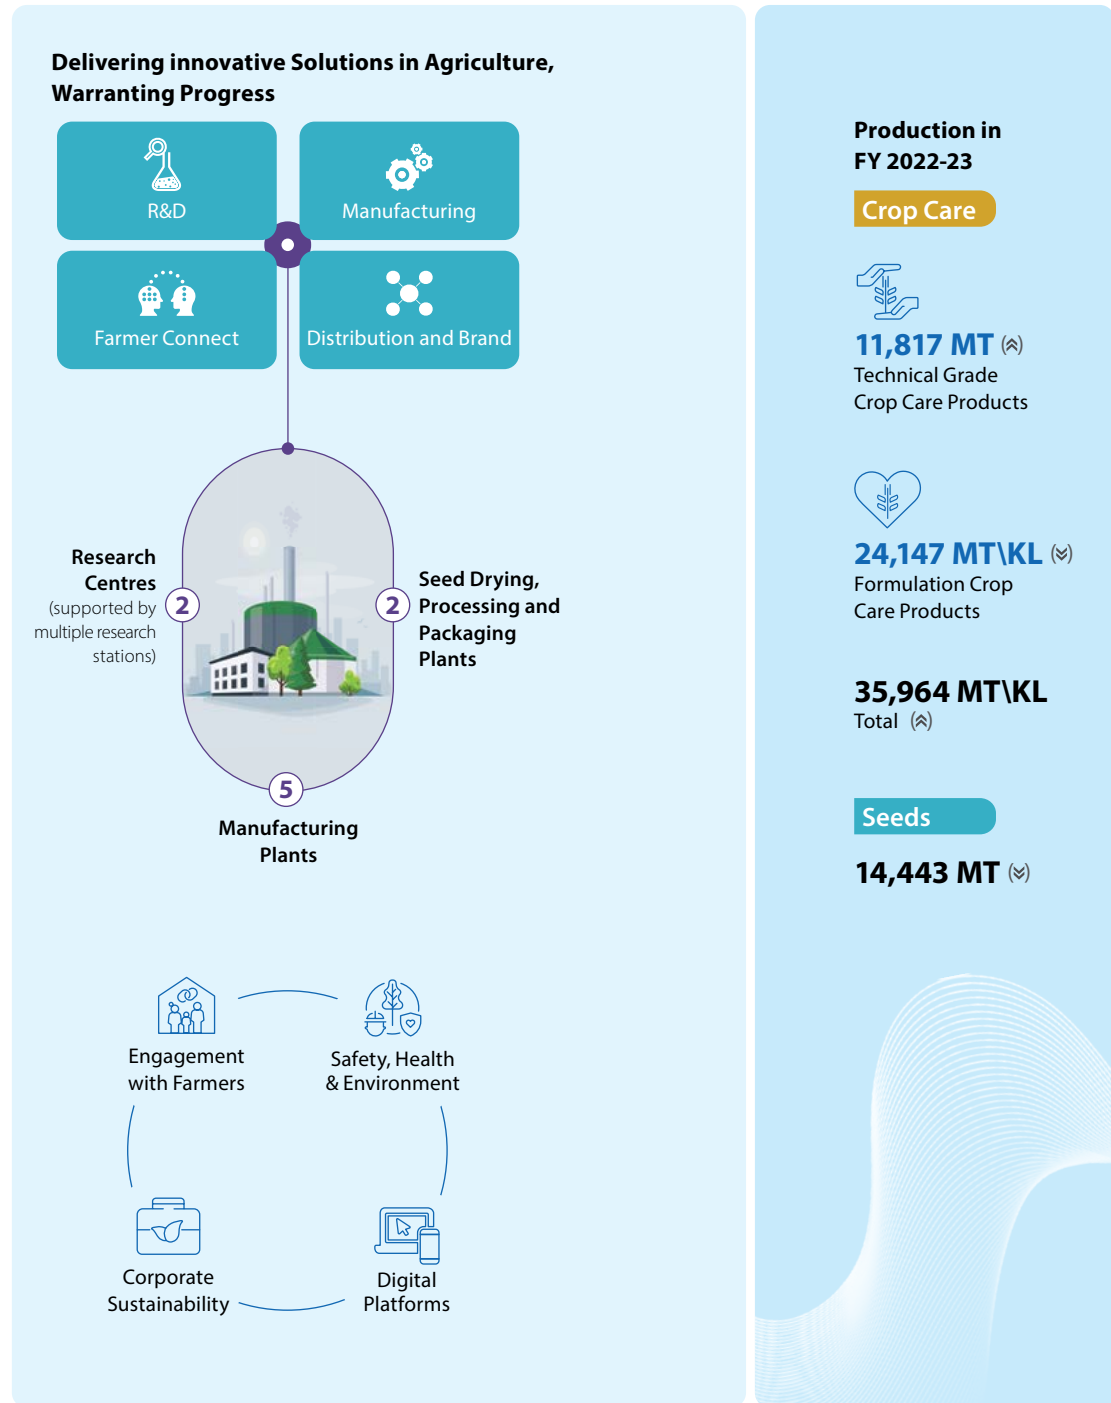 Delivering innovative Solutions in Agriculture,
Warranting Progress
R&D
Manufacturing
Farmer Connect
Distribution and Brand
Research
Centres
(supported by
multiple research
stations)
2
2
Seed Drying,
Processing and
Packaging
Plants
5
Manufacturing
Plants
Engagement
with Farmers
Safety, Health
& Environment
Corporate
Sustainability
Digital
Platforms
Production in
FY 2022-23
Crop Care
11,817 MT
Technical Grade
Crop Care Products
24,147 MT\KL
Formulation Crop
Care Products
35,964 MT\KL
Total
Seeds
14,443 MT